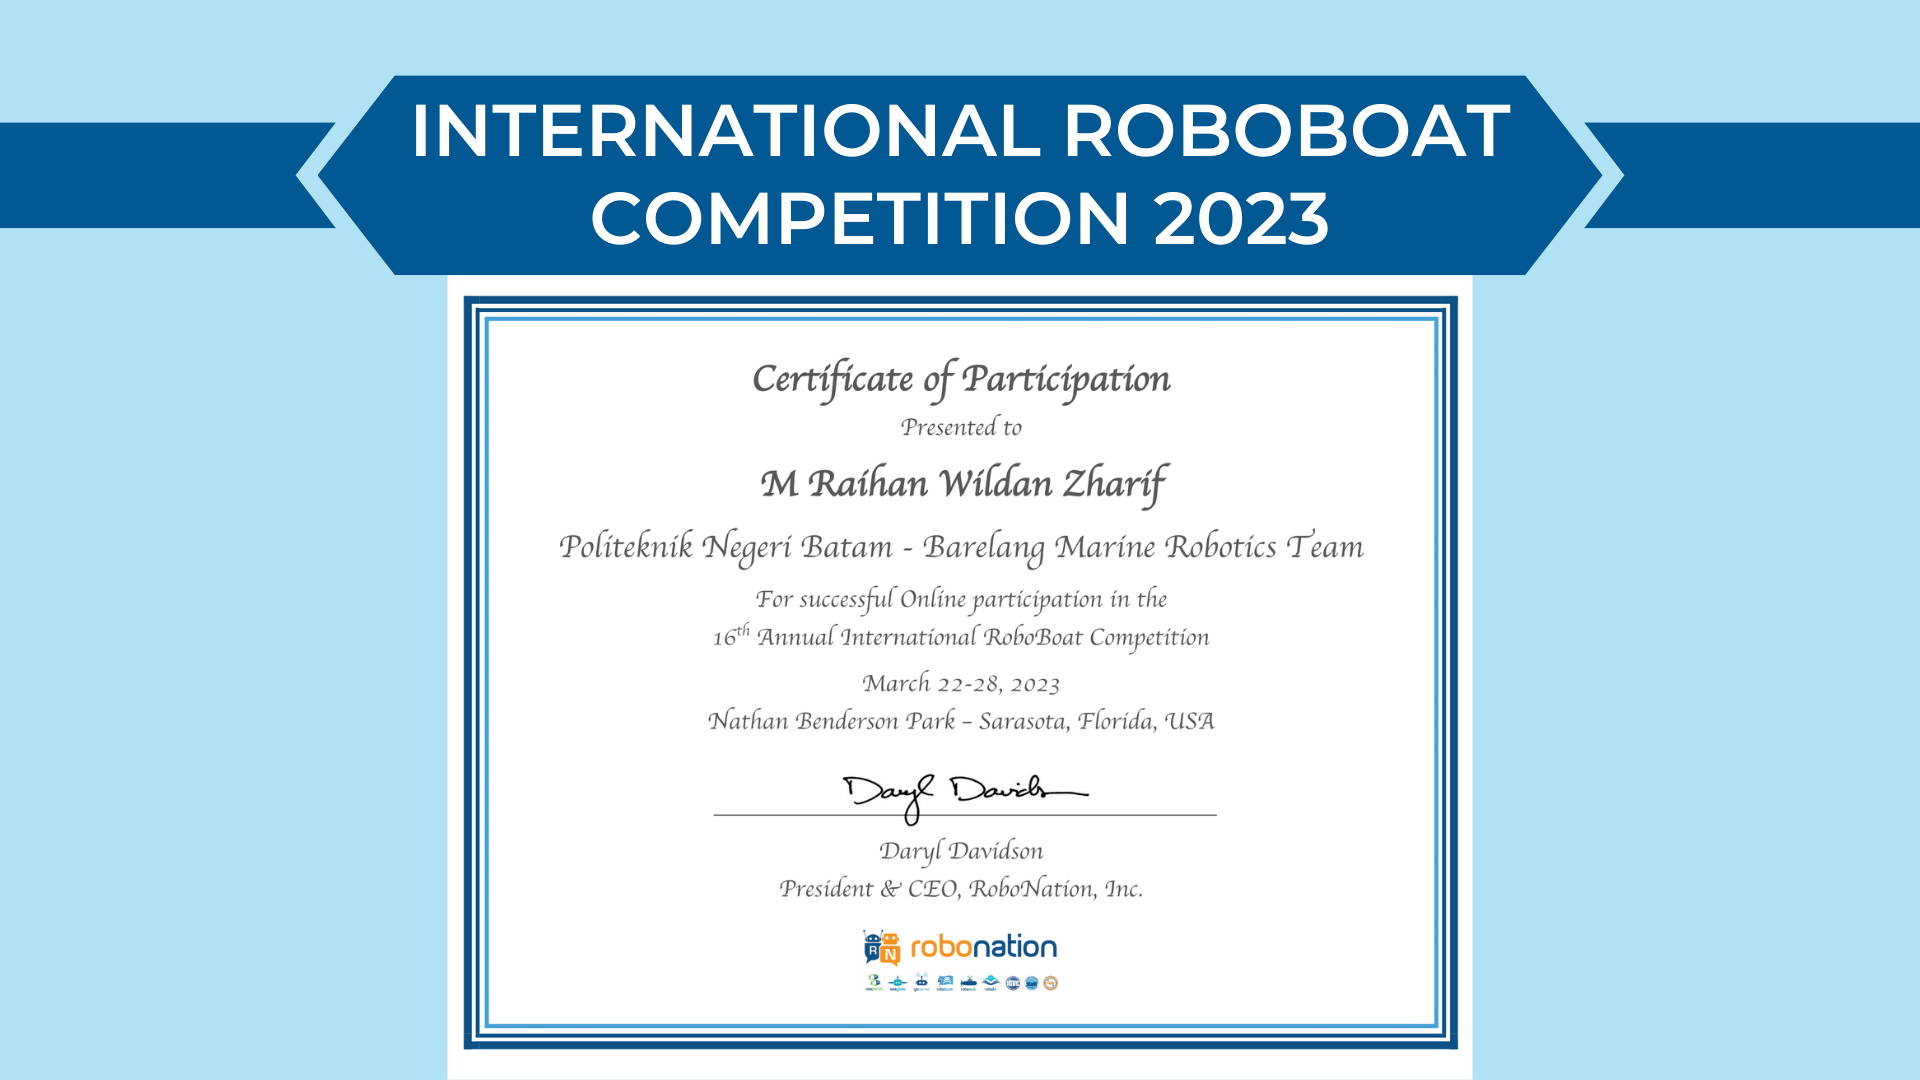 INTERNATIONAL ROBOBOAT
COMPETITION 2023
Certificate of Participation
Presented to
M Raihan Wildan Zharif
Politeknik Negeri Batam - Barelang Marine Robotics Team
For successful Online participation in the
16th Annual International RoboBoat Competition
March 22-28, 2023
Nathan Benderson Park – Sarasota, Florida, USA
Daryl Davidson
Daryl Davidson
President & CEO, RoboNation, Inc.
RN robonation